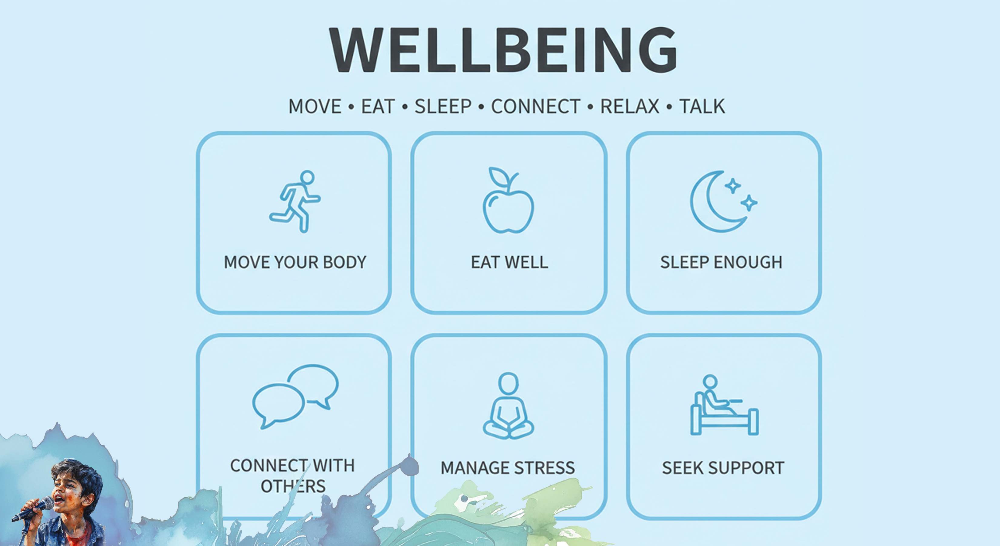 WELLBEING
MOVE • EAT • SLEEP • CONNECT • RELAX • TALK
MOVE YOUR BODY
EAT WELL
SLEEP ENOUGH
CONNECT WITH
OTHERS
MANAGE STRESS
SEEK SUPPORT